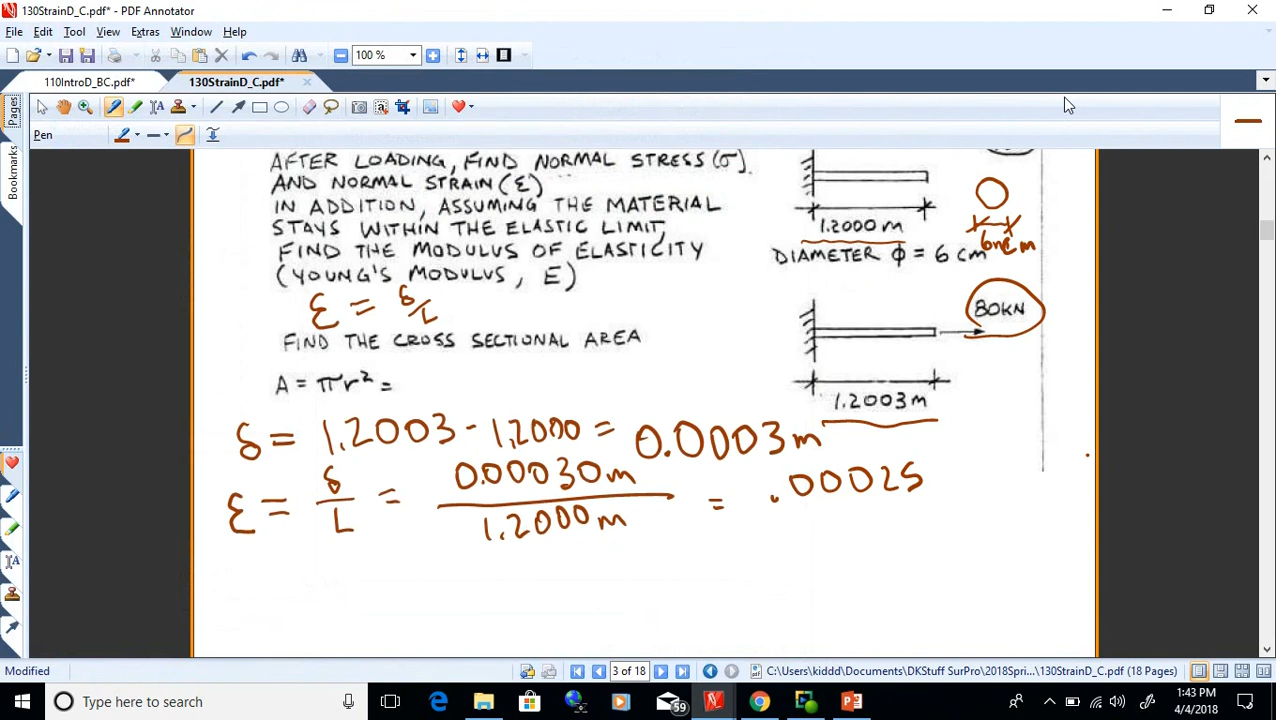 130StrainD_C.pdf* - PDF Annotator
File Edit Tool View Extras Window Help
100 %
110IntroD_BC.pdf* 130StrainD_C.pdf*
Pen
Pages
Bookmarks
AFTER LOADING, FIND NORMAL STRESS (σ)
AND NORMAL STRAIN (ε)
IN ADDITION, ASSUMING THE MATERIAL
STAYS WITHIN THE ELASTIC LIMIT,
FIND THE MODULUS OF ELASTICITY
(YOUNG'S MODULUS, E)
ε = δ/L
FIND THE CROSS SECTIONAL AREA
A = πr² =
1.2000 m
DIAMETER φ = 6 cm
80KN
1.2003 m
δ = 1.2003 - 1.2000 = 0.0003 m
ε = δ/L = 0.00030 m / 1.2000 m = .00025
Modified
3 of 18
C:\Users\kiddd\Documents\DKStuff SurPro\2018Spri...\130StrainD_C.pdf (18 Pages)
Type here to search
59
1:43 PM
4/4/2018